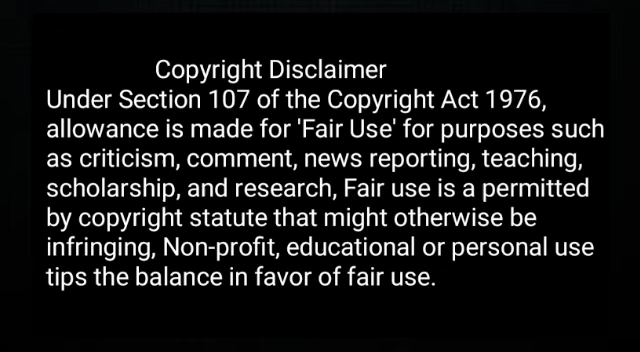 Copyright Disclaimer
Under Section 107 of the Copyright Act 1976,
allowance is made for 'Fair Use' for purposes such
as criticism, comment, news reporting, teaching,
scholarship, and research, Fair use is a permitted
by copyright statute that might otherwise be
infringing, Non-profit, educational or personal use
tips the balance in favor of fair use.